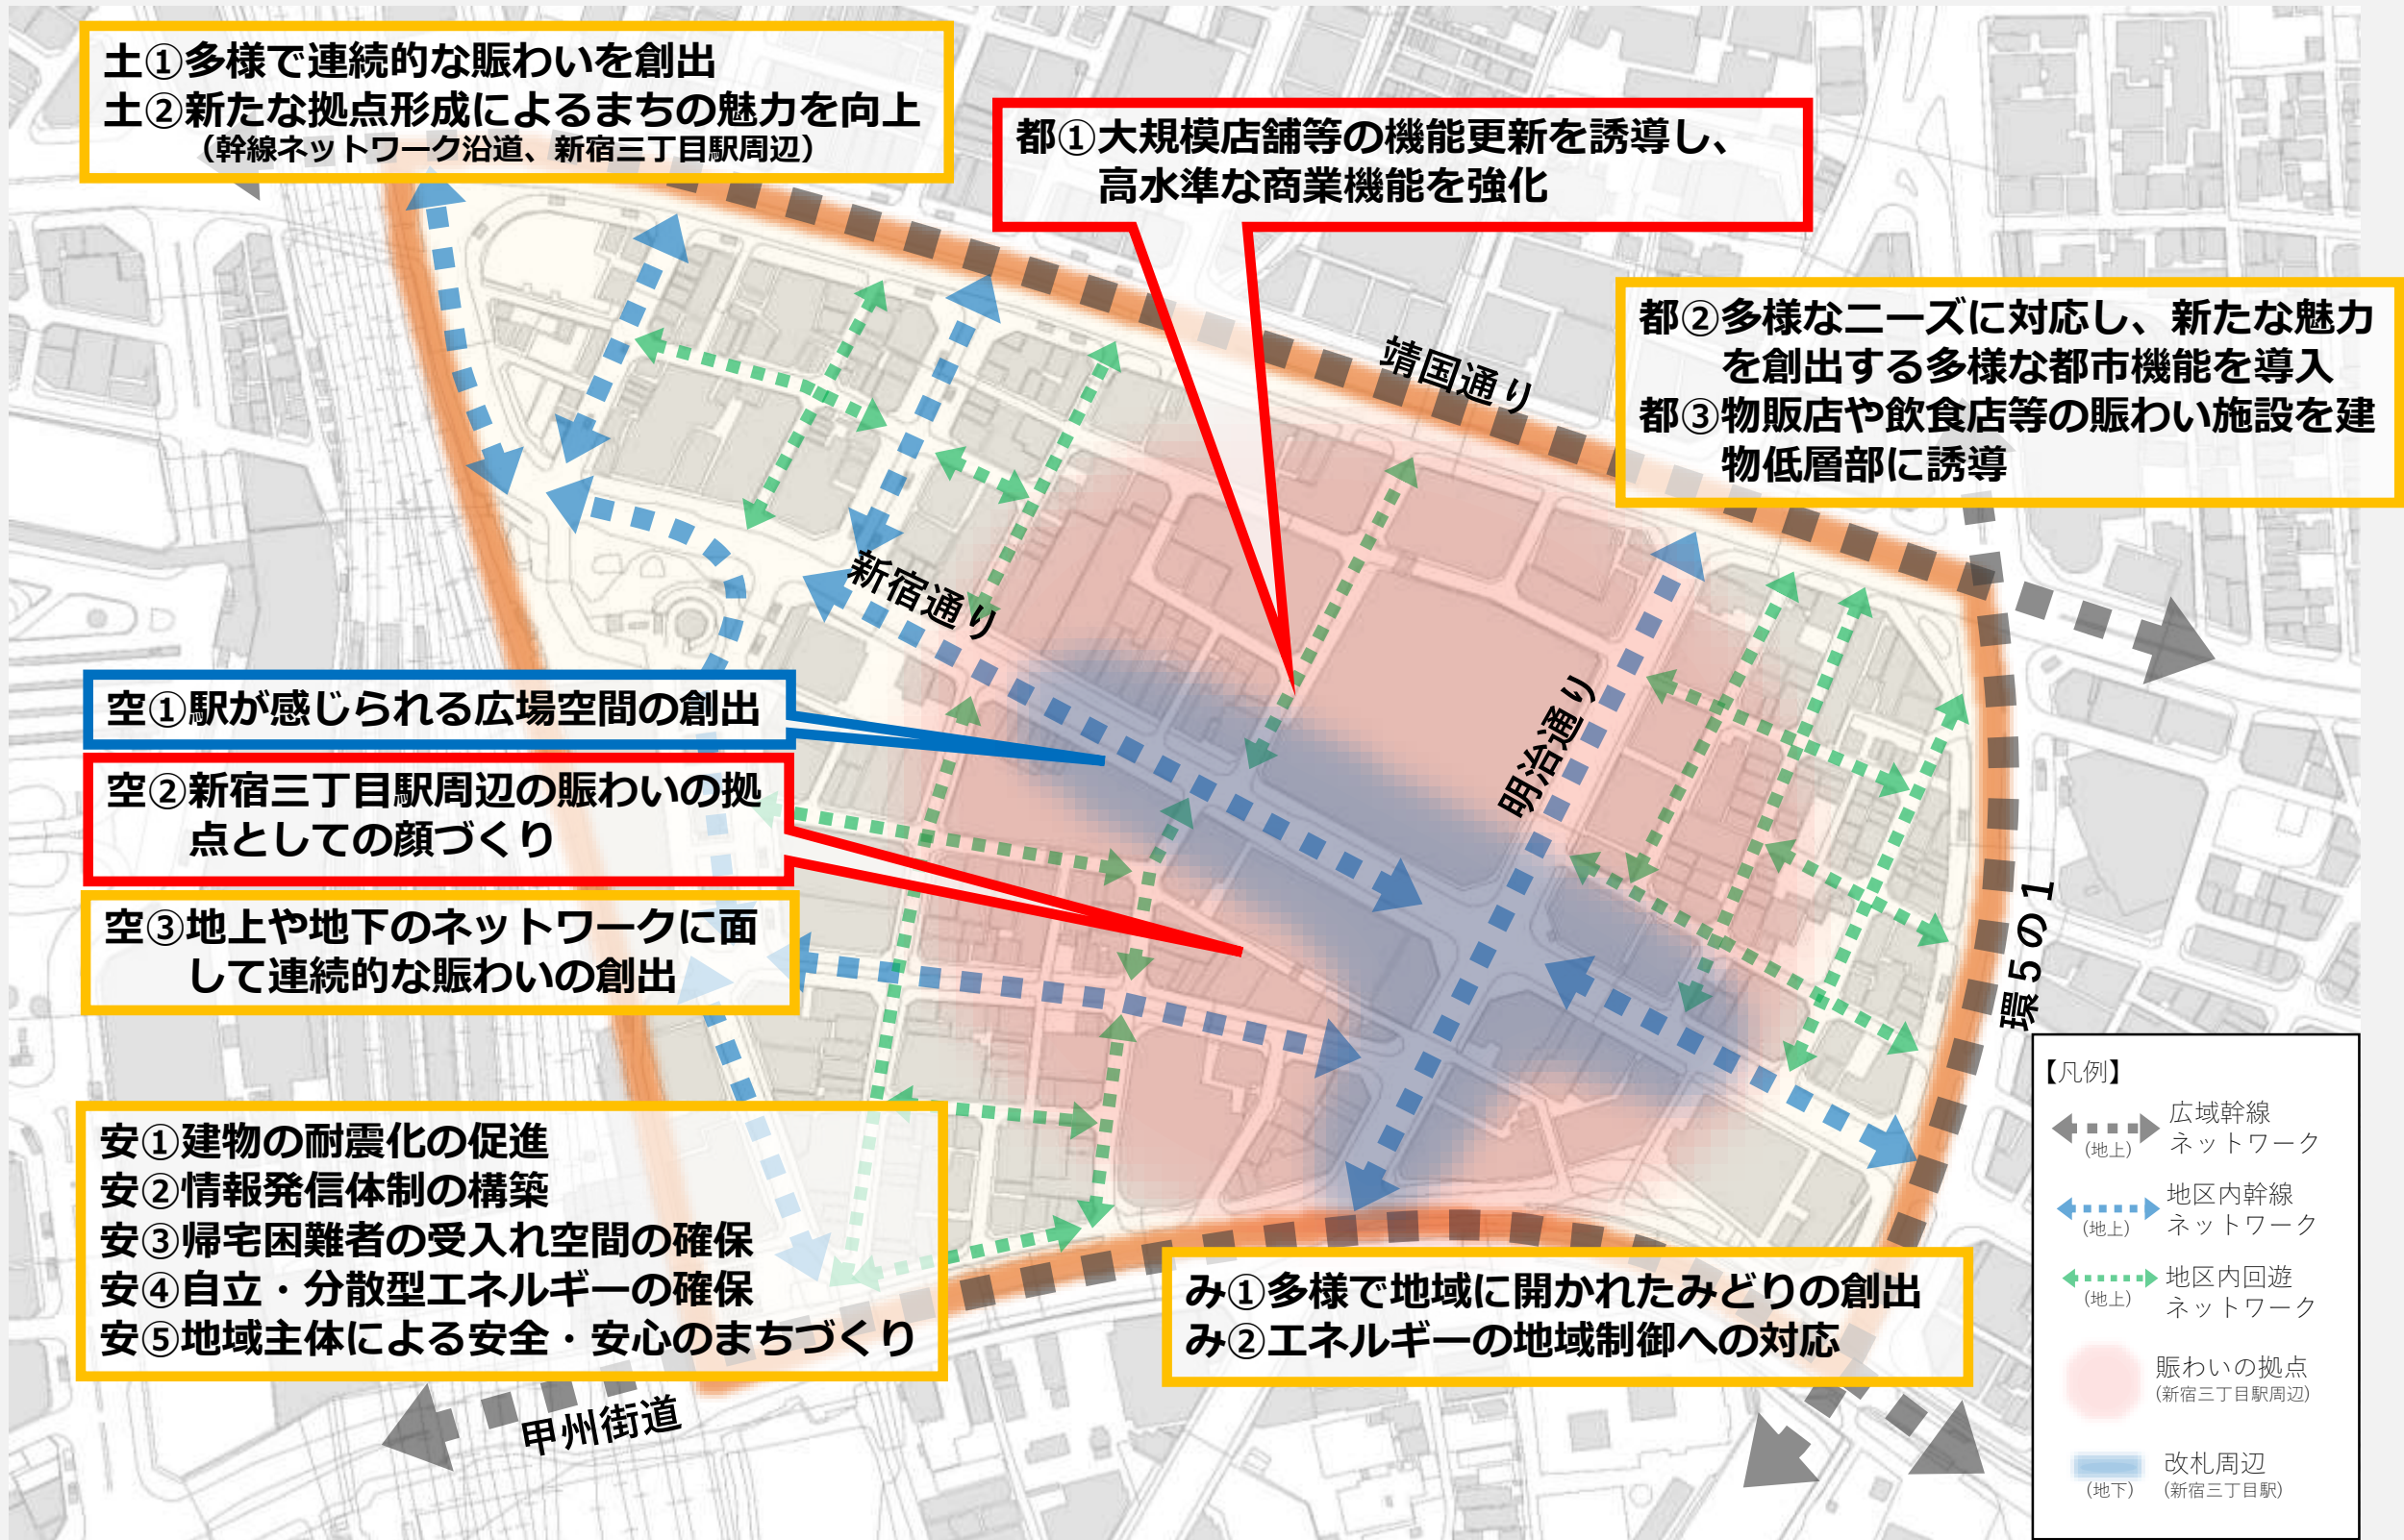 土①多様で連続的な賑わいを創出
土②新たな拠点形成によるまちの魅力を向上
（幹線ネットワーク沿道、新宿三丁目駅周辺）
都①大規模店舗等の機能更新を誘導し、
高水準な商業機能を強化
都②多様なニーズに対応し、新たな魅力
を創出する多様な都市機能を導入
都③物販店や飲食店等の賑わい施設を建
物低層部に誘導
靖国通り
新宿通り
明治通り
環5の1
甲州街道
空①駅が感じられる広場空間の創出
空②新宿三丁目駅周辺の賑わいの拠
点としての顔づくり
空③地上や地下のネットワークに面
して連続的な賑わいの創出
安①建物の耐震化の促進
安②情報発信体制の構築
安③帰宅困難者の受入れ空間の確保
安④自立・分散型エネルギーの確保
安⑤地域主体による安全・安心のまちづくり
み①多様で地域に開かれたみどりの創出
み②エネルギーの地域制御への対応
【凡例】
広域幹線
ネットワーク
(地上)
地区内幹線
ネットワーク
(地上)
地区内回遊
ネットワーク
(地上)
賑わいの拠点
(新宿三丁目駅周辺)
改札周辺
(新宿三丁目駅)
(地下)